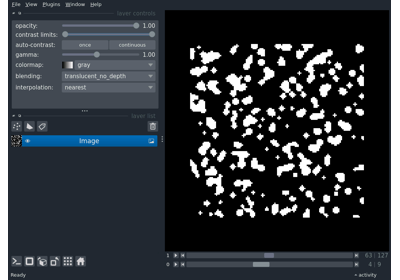 File View Plugins Window Help
layer controls
opacity: 1.00
contrast limits:
auto-contrast: once continuous
gamma: 1.00
colormap: gray
blending: translucent_no_depth
interpolation: nearest
layer list
Image
1 63 127
0 4 9
Ready activity